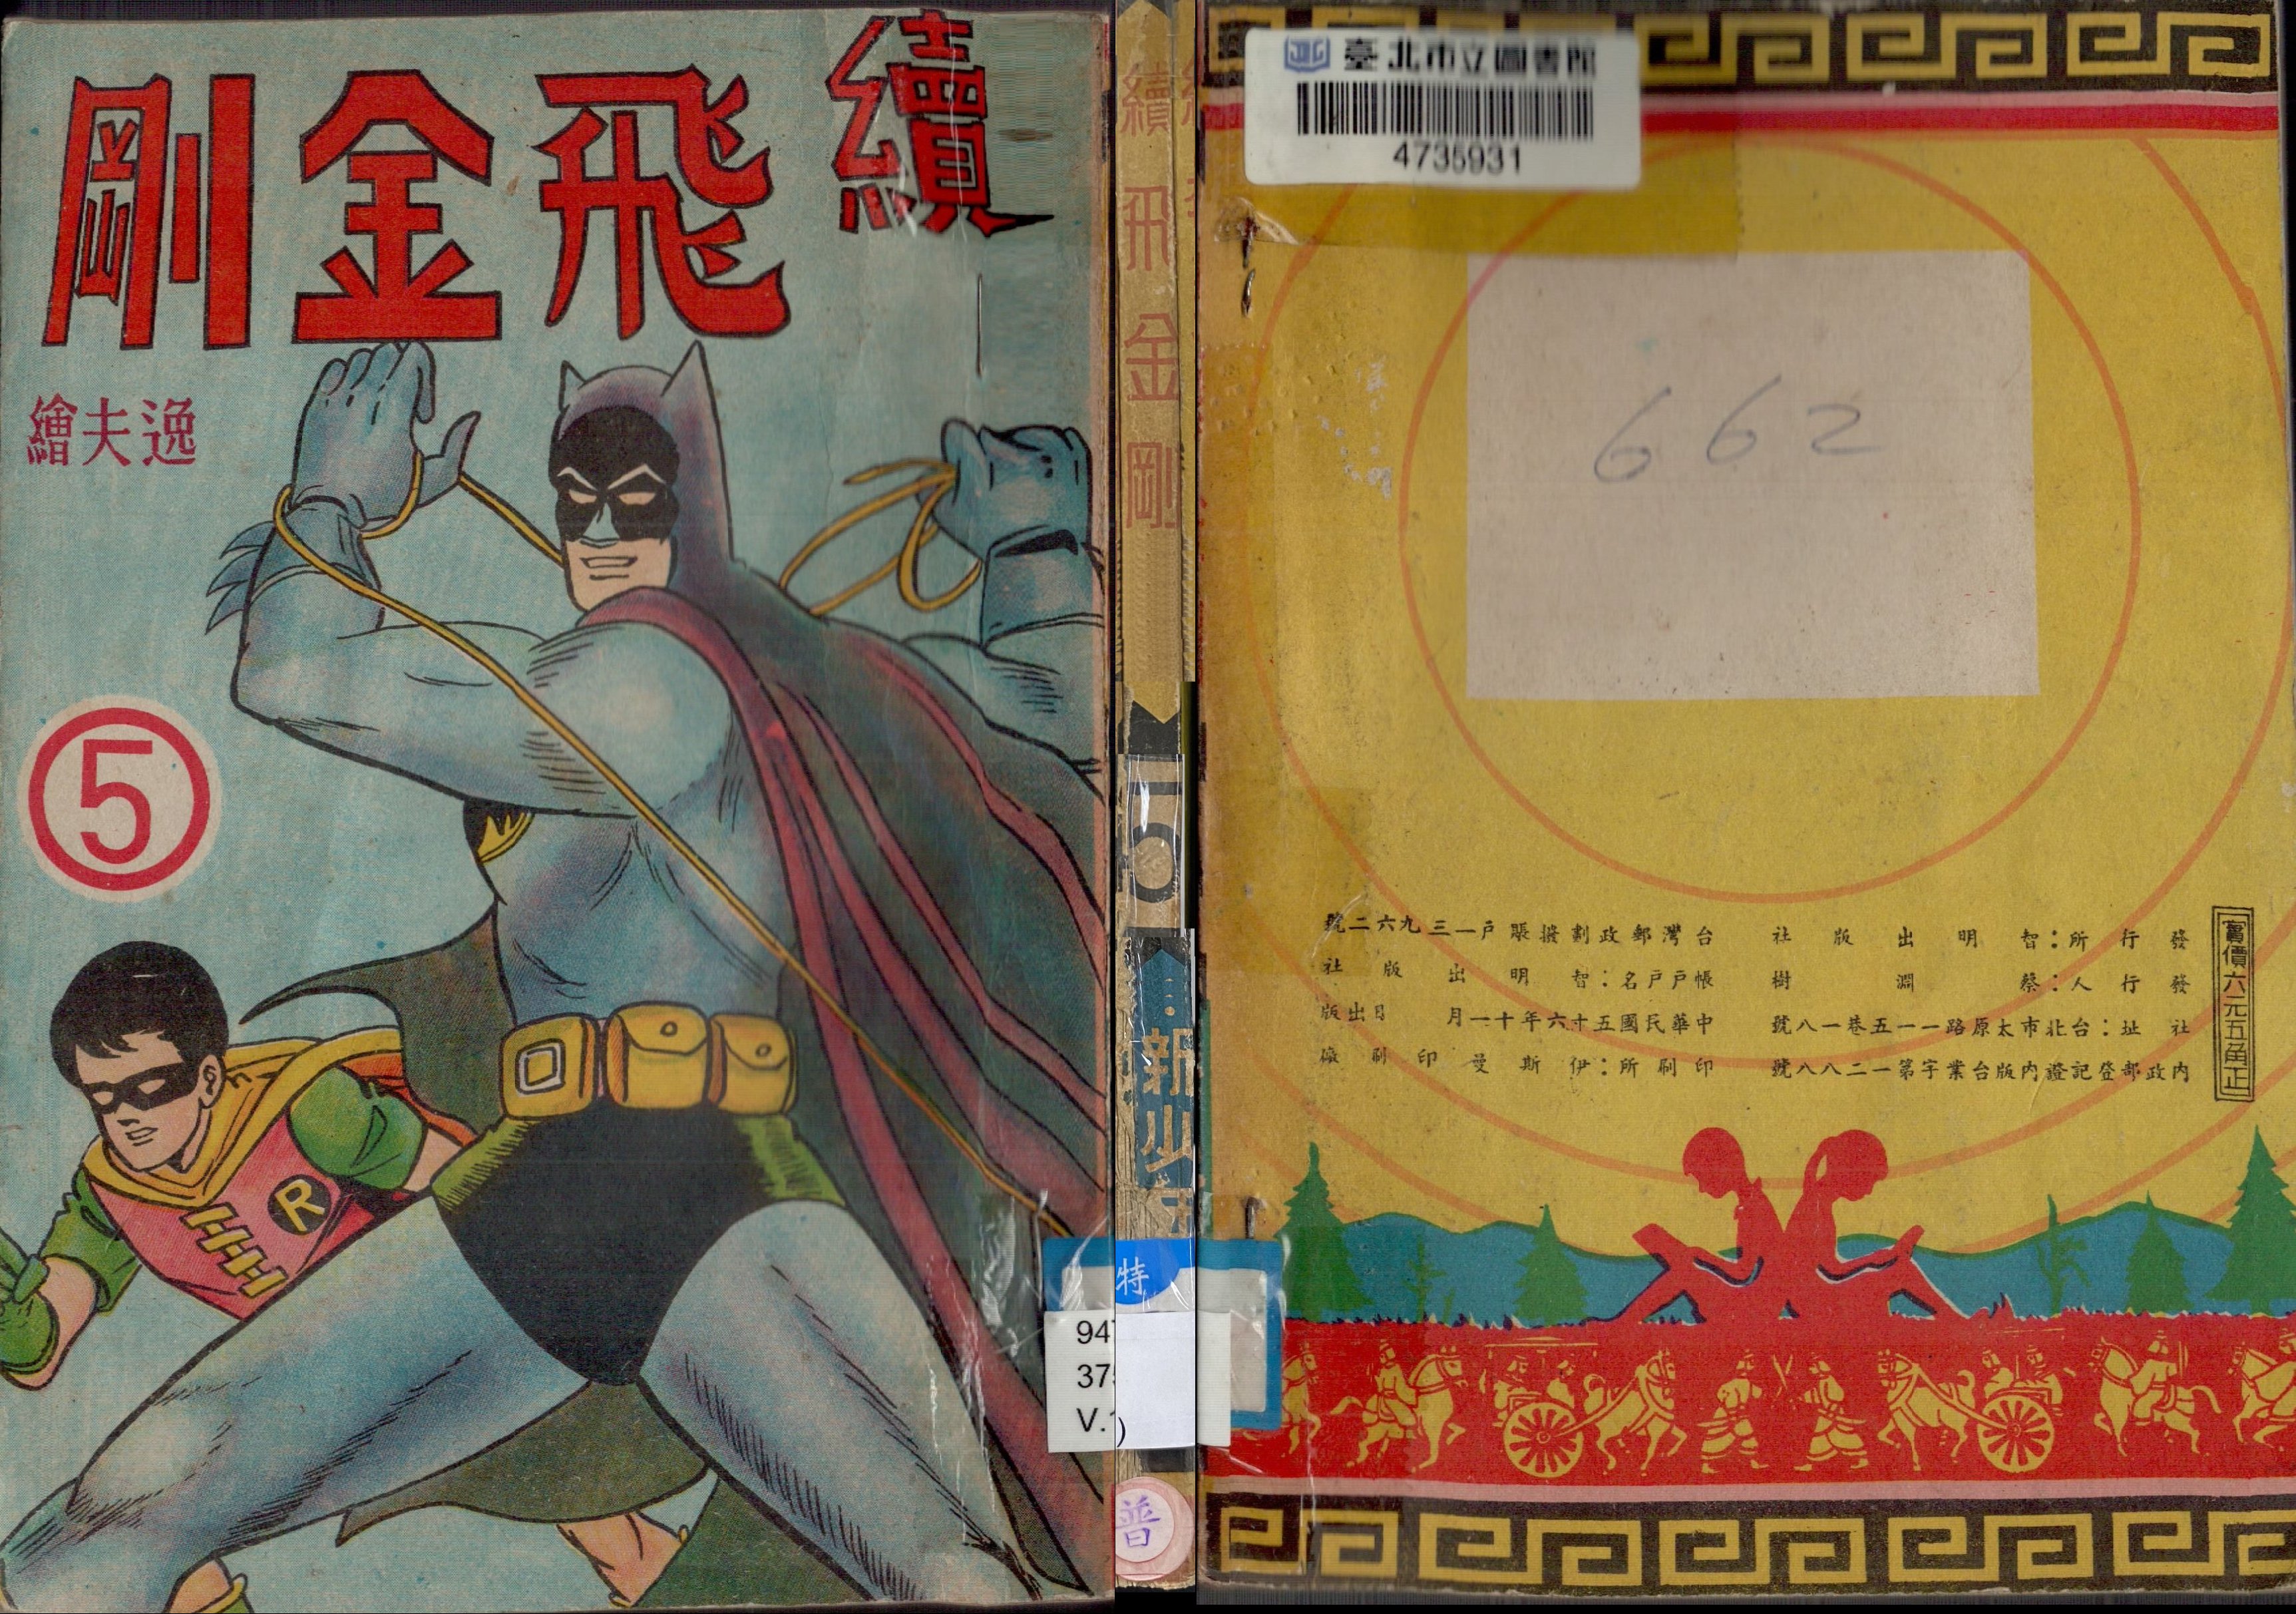 續飛金剛
逸夫繪
5
R
續飛金剛
一〇
新少
特
普
臺北市立圖書館
4735931
662
實價六元五角正
發行所：智明出版社
發行人：蔡淵樹
社址：台北市太原路一一五巷一八號
內政部登記證內版台業字第一二八八號
台灣郵政劃撥賬戶一三九六二號
帳戶戶名：智明出版社
中華民國五十六年十一月 日出版
印刷所：伊斯曼印刷廠